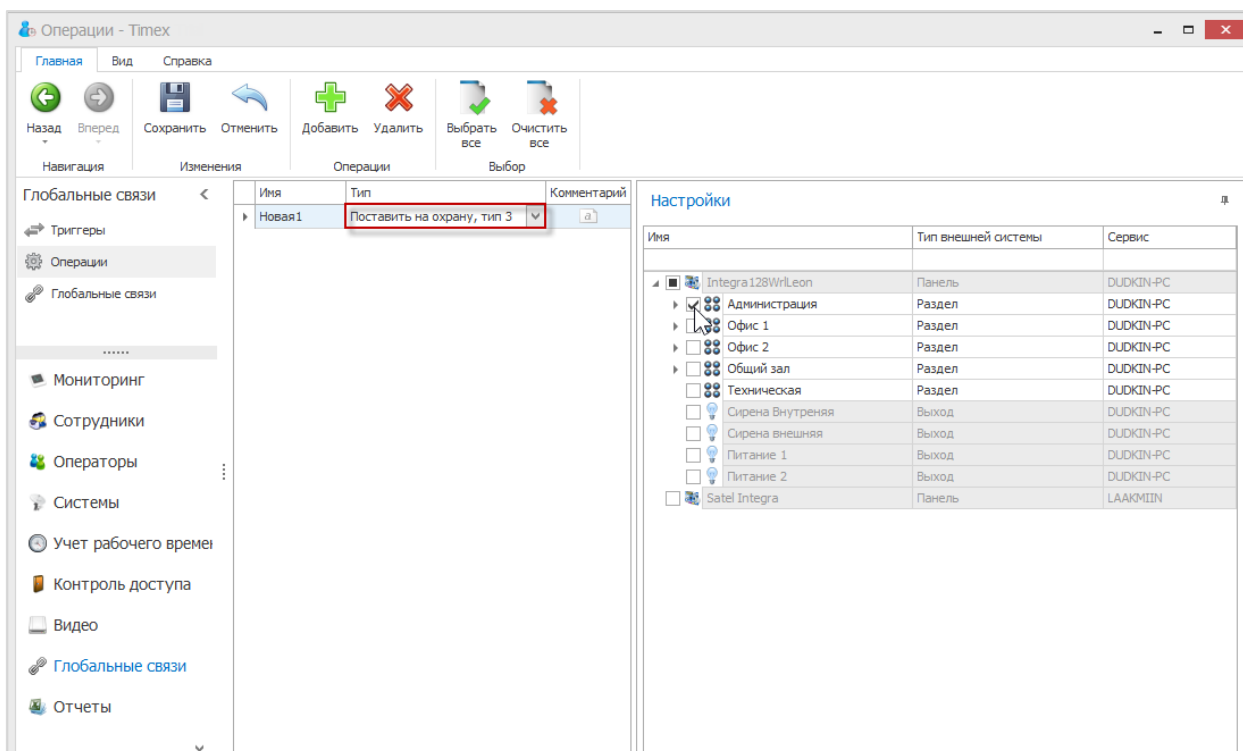 Операции - Timex
Главная Вид Справка
Назад Вперед Сохранить Отменить Добавить Удалить Выбрать все Очистить все
Навигация Изменения Операции Выбор
Глобальные связи
Триггеры
Операции
Глобальные связи
Мониторинг
Сотрудники
Операторы
Системы
Учет рабочего времен
Контроль доступа
Видео
Глобальные связи
Отчеты
Имя Тип Комментарий
Новая1 Поставить на охрану, тип 3 a
Настройки
Имя Тип внешней системы Сервис
Integra128WrlLeon Панель DUDKIN-PC
Администрация Раздел DUDKIN-PC
Офис 1 Раздел DUDKIN-PC
Офис 2 Раздел DUDKIN-PC
Общий зал Раздел DUDKIN-PC
Техническая Раздел DUDKIN-PC
Сирена Внутреняя Выход DUDKIN-PC
Сирена внешняя Выход DUDKIN-PC
Питание 1 Выход DUDKIN-PC
Питание 2 Выход DUDKIN-PC
Satel Integra Панель LAAKMIIN